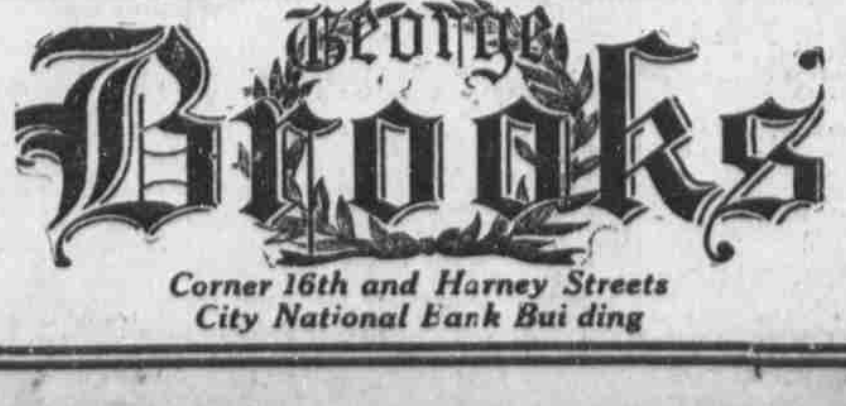 George
Brooks
Corner 16th and Harney Streets
City National Bank Bui ding